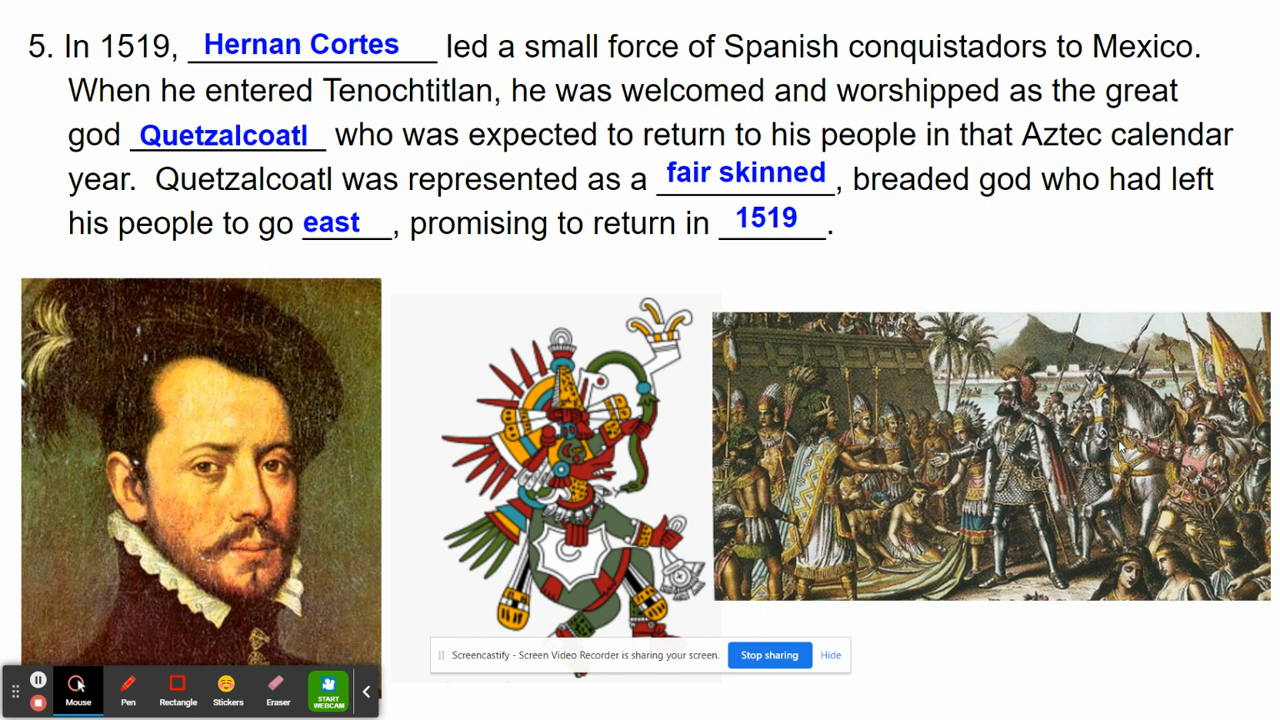 5. In 1519, Hernan Cortes led a small force of Spanish conquistadors to Mexico.
When he entered Tenochtitlan, he was welcomed and worshipped as the great
god Quetzalcoatl who was expected to return to his people in that Aztec calendar
year. Quetzalcoatl was represented as a fair skinned, breaded god who had left
his people to go east, promising to return in 1519.
Screencastify - Screen Video Recorder is sharing your screen. Stop sharing Hide
Mouse Pen Rectangle Stickers Eraser START WEBCAM